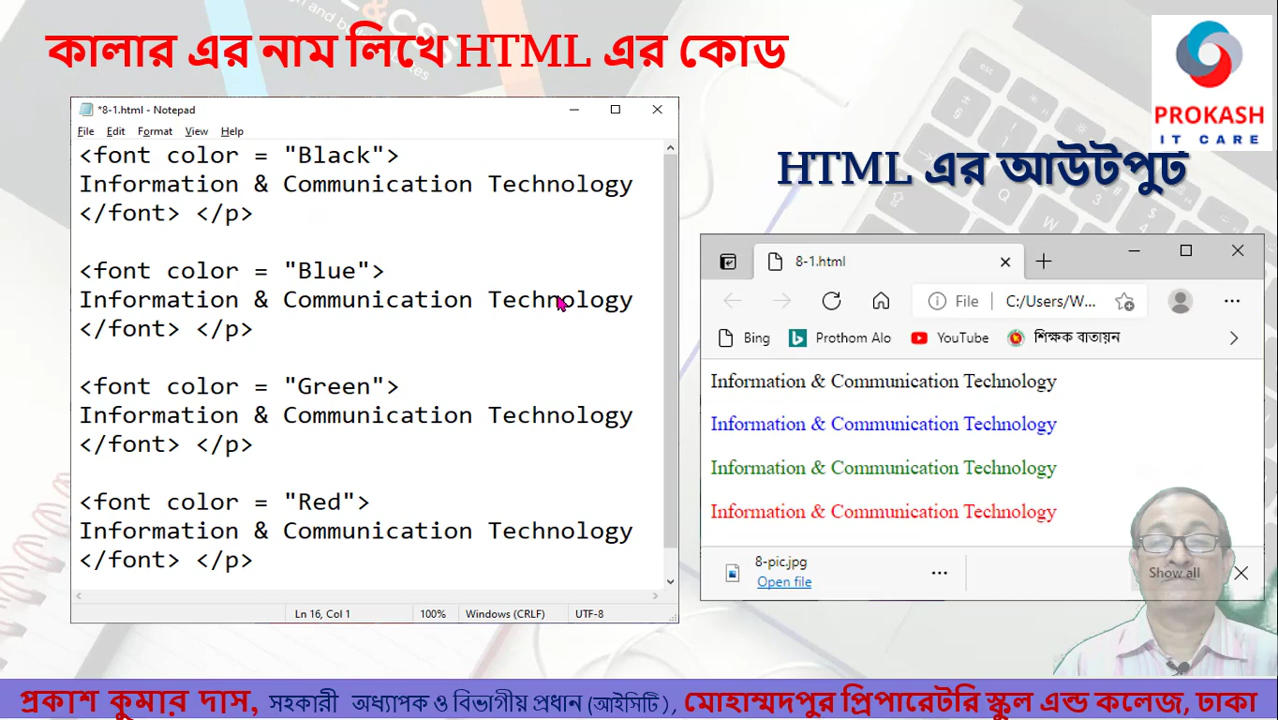 কালার এর নাম লিখে HTML এর কোড
PROKASH
IT CARE
*8-1.html - Notepad
File Edit Format View Help
<font color = "Black">
Information & Communication Technology
</font> </p>
<font color = "Blue">
Information & Communication Technology
</font> </p>
<font color = "Green">
Information & Communication Technology
</font> </p>
<font color = "Red">
Information & Communication Technology
</font> </p>
Ln 16, Col 1 100% Windows (CRLF) UTF-8
HTML এর আউটপুট
8-1.html
File C:/Users/W...
Bing Prothom Alo YouTube শিক্ষক বাতায়ন
Information & Communication Technology
Information & Communication Technology
Information & Communication Technology
Information & Communication Technology
8-pic.jpg
Open file
Show all
প্রকাশ কুমার দাস, সহকারী অধ্যাপক ও বিভাগীয় প্রধান (আইসিটি), মোহাম্মদপুর প্রিপারেটরি স্কুল এন্ড কলেজ, ঢাকা